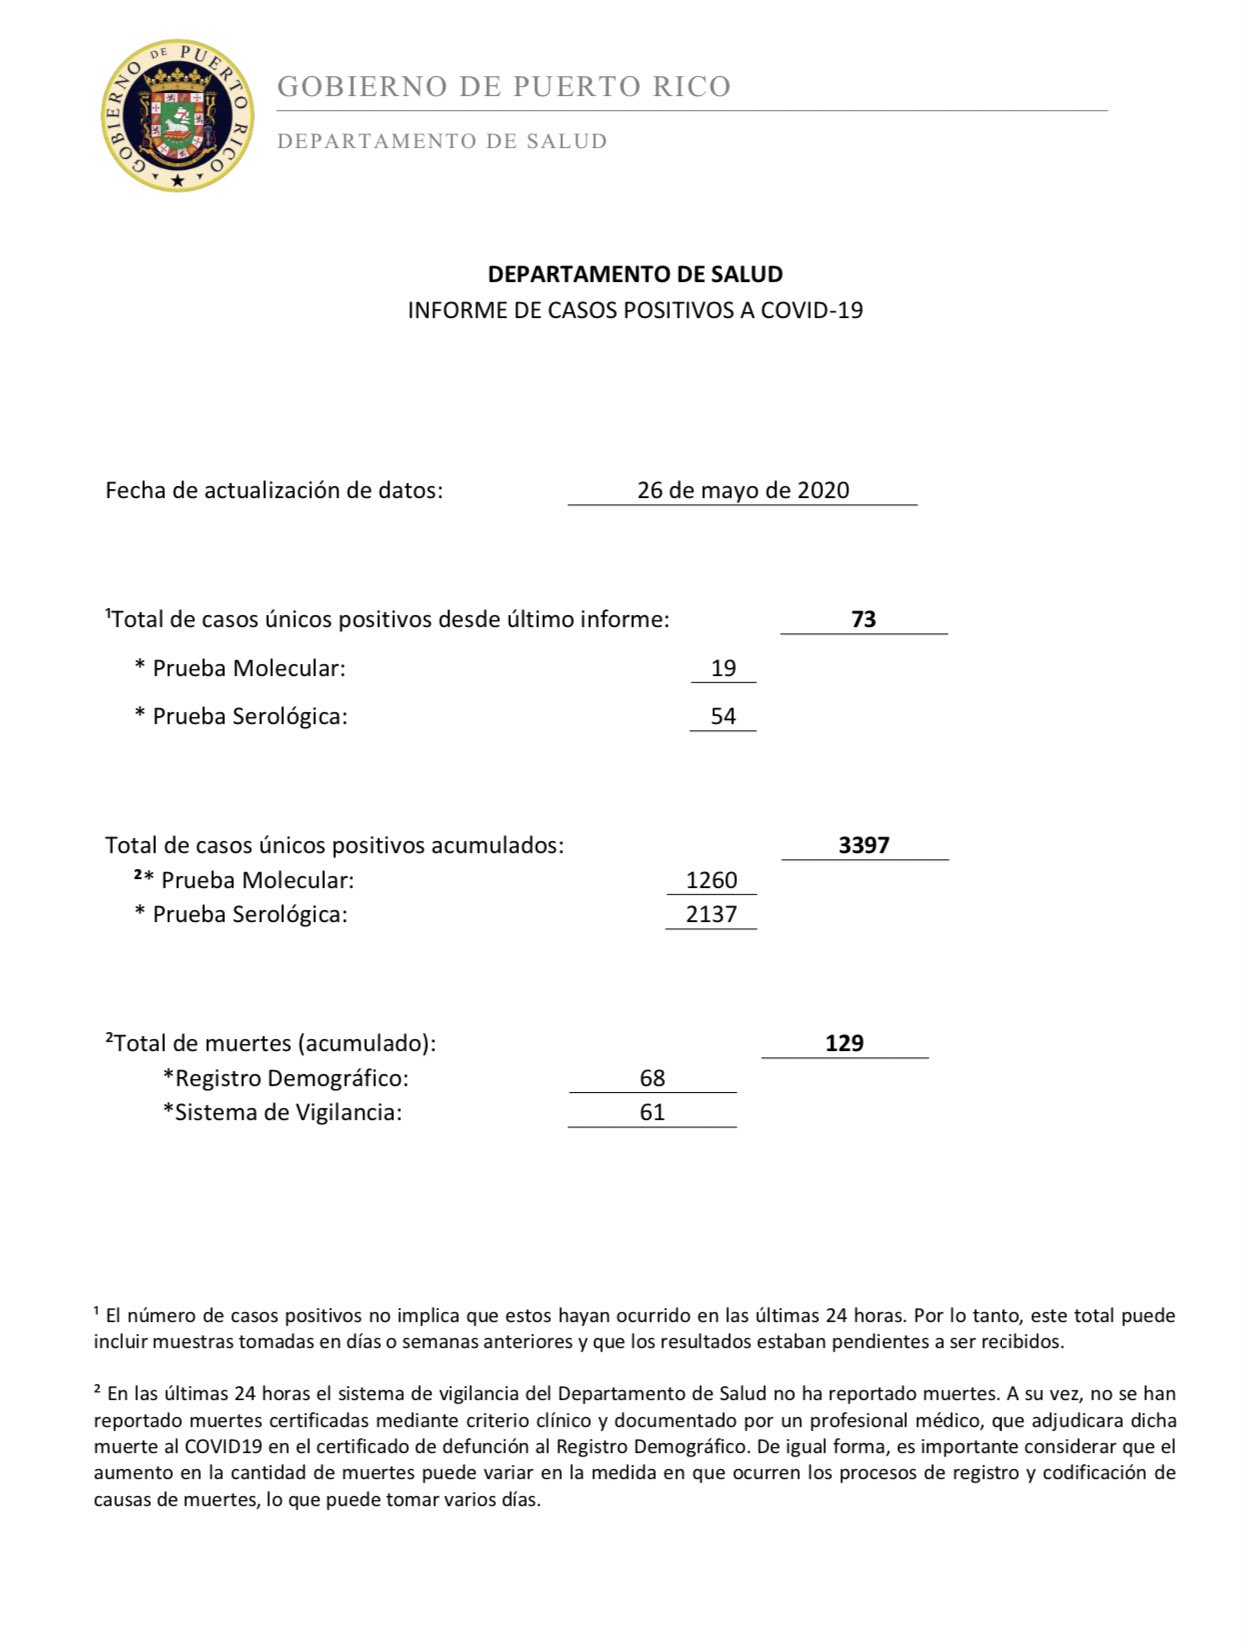 GOBIERNO DE PUERTO RICO
GOBIERNO DE PUERTO RICO
DEPARTAMENTO DE SALUD
DEPARTAMENTO DE SALUD
INFORME DE CASOS POSITIVOS A COVID-19
Fecha de actualización de datos: 26 de mayo de 2020
¹Total de casos únicos positivos desde último informe: 73
* Prueba Molecular: 19
* Prueba Serológica: 54
Total de casos únicos positivos acumulados: 3397
²* Prueba Molecular: 1260
* Prueba Serológica: 2137
²Total de muertes (acumulado): 129
*Registro Demográfico: 68
*Sistema de Vigilancia: 61
¹ El número de casos positivos no implica que estos hayan ocurrido en las últimas 24 horas. Por lo tanto, este total puede
incluir muestras tomadas en días o semanas anteriores y que los resultados estaban pendientes a ser recibidos.
² En las últimas 24 horas el sistema de vigilancia del Departamento de Salud no ha reportado muertes. A su vez, no se han
reportado muertes certificadas mediante criterio clínico y documentado por un profesional médico, que adjudicara dicha
muerte al COVID19 en el certificado de defunción al Registro Demográfico. De igual forma, es importante considerar que el
aumento en la cantidad de muertes puede variar en la medida en que ocurren los procesos de registro y codificación de
causas de muertes, lo que puede tomar varios días.